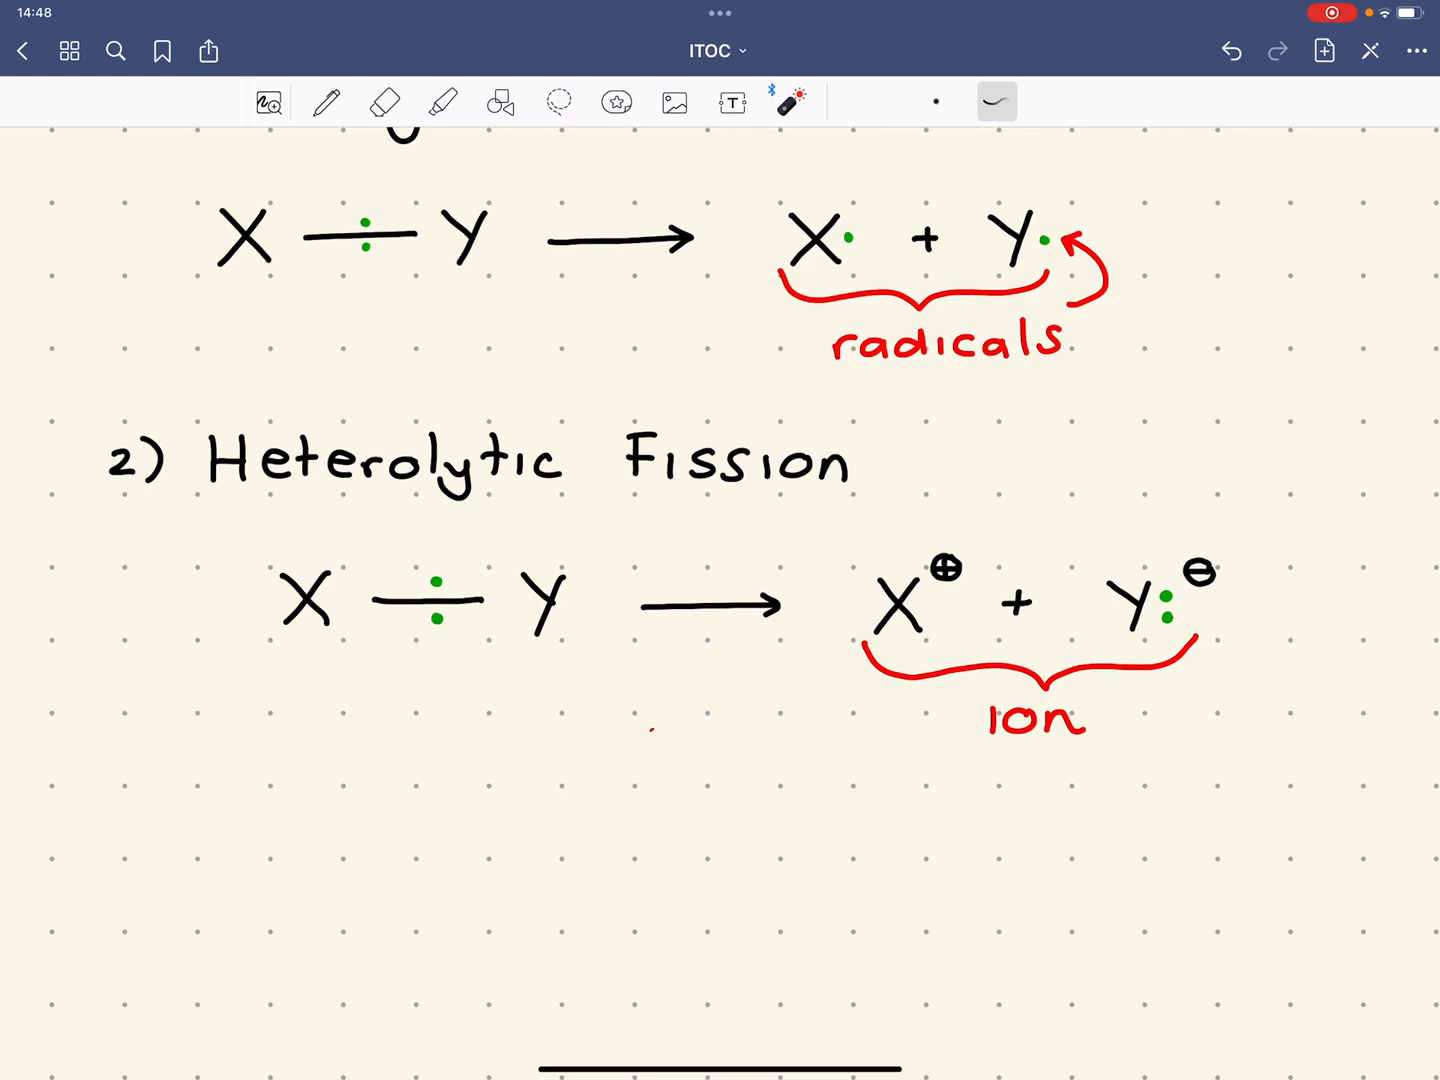 14:48
ITOC
T
X — Y → X· + Y·
radicals
2) Heterolytic Fission
X — Y → X⊕ + Y:⊖
ion